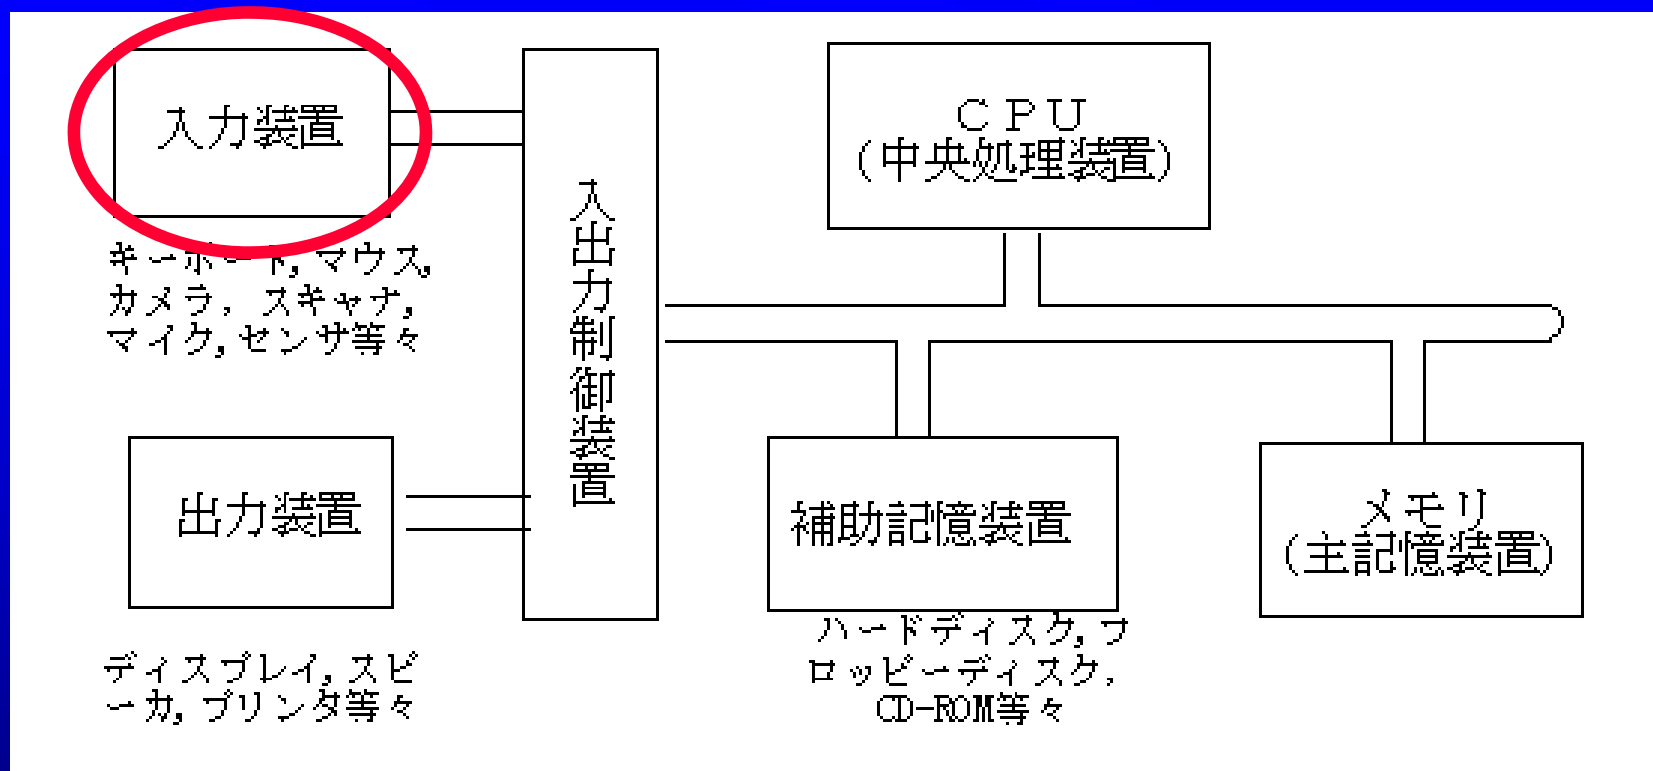 入力装置
キーボード,マウス,
カメラ,スキャナ,
マイク,センサ等々
出力装置
ディスプレイ,スピ
ーカ,プリンタ等々
入出力制御装置
CPU
(中央処理装置)
補助記憶装置
ハードディスク,フ
ロッピーディスク,
CD-ROM等々
メモリ
(主記憶装置)